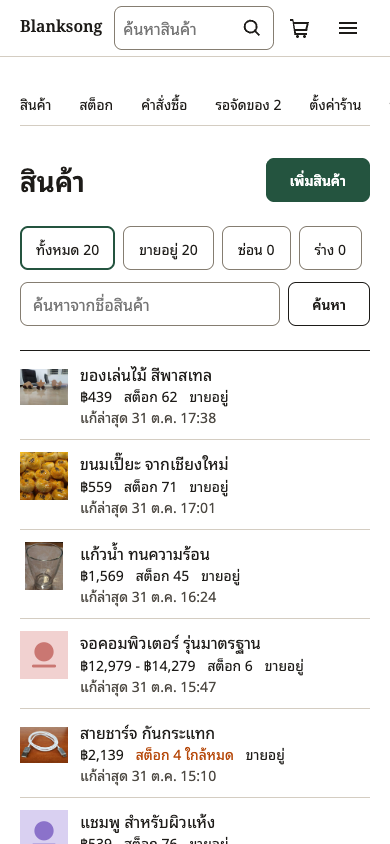 Blanksong
ค้นหาสินค้า
สินค้า สต็อก คำสั่งซื้อ รอจัดของ 2 ตั้งค่าร้าน
สินค้า
เพิ่มสินค้า
ทั้งหมด 20 ขายอยู่ 20 ซ่อน 0 ร่าง 0
ค้นหาจากชื่อสินค้า ค้นหา
ของเล่นไม้ สีพาสเทล
฿439 สต็อก 62 ขายอยู่
แก้ล่าสุด 31 ต.ค. 17:38
ขนมเปี๊ยะ จากเชียงใหม่
฿559 สต็อก 71 ขายอยู่
แก้ล่าสุด 31 ต.ค. 17:01
แก้วน้ำ ทนความร้อน
฿1,569 สต็อก 45 ขายอยู่
แก้ล่าสุด 31 ต.ค. 16:24
จอคอมพิวเตอร์ รุ่นมาตรฐาน
฿12,979 - ฿14,279 สต็อก 6 ขายอยู่
แก้ล่าสุด 31 ต.ค. 15:47
สายชาร์จ กันกระแทก
฿2,139 สต็อก 4 ใกล้หมด ขายอยู่
แก้ล่าสุด 31 ต.ค. 15:10
แชมพู สำหรับผิวแห้ง
฿539 สต็อก 76 ขายอยู่